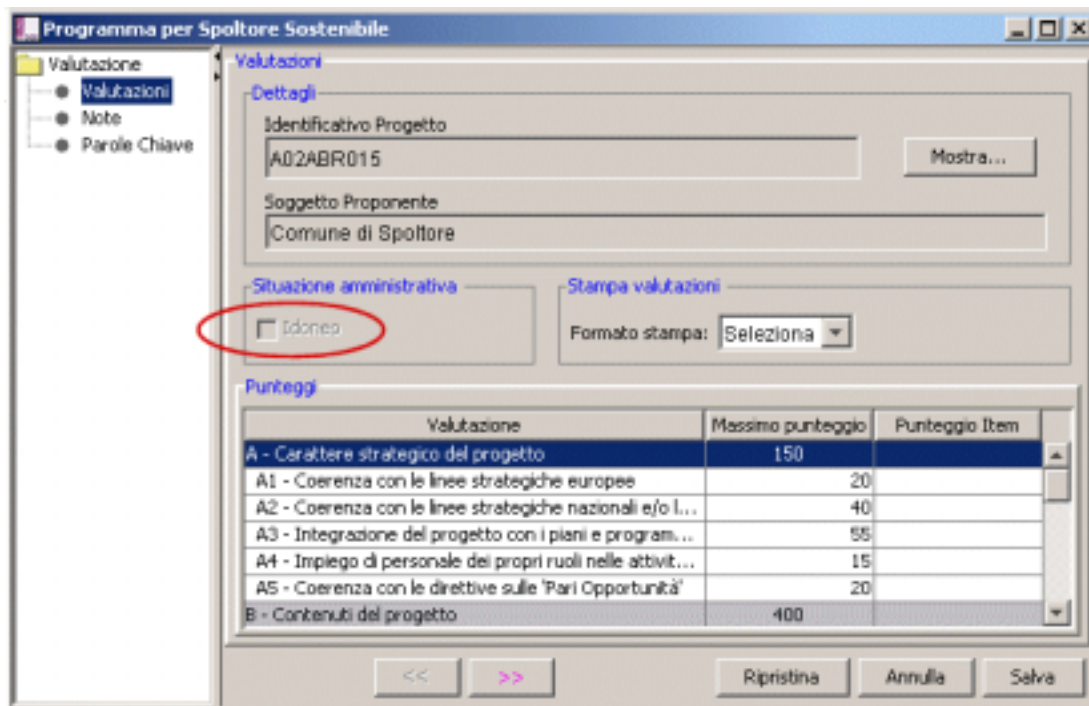 Programma per Spoltore Sostenibile
Valutazione
Valutazioni
Note
Parole Chiave
Valutazioni
Dettagli
Identificativo Progetto
A02ABR015
Mostra...
Soggetto Proponente
Comune di Spoltore
Situazione amministrativa
Idoneo
Stampa valutazioni
Formato stampa: Seleziona
Punteggi
Valutazione Massimo punteggio Punteggio Item
A - Carattere strategico del progetto 150
A1 - Coerenza con le linee strategiche europee 20
A2 - Coerenza con le linee strategiche nazionali e/o l... 40
A3 - Integrazione del progetto con i piani e program... 55
A4 - Impiego di personale dei propri ruoli nelle attivit... 15
A5 - Coerenza con le direttive sulle 'Pari Opportunità' 20
B - Contenuti del progetto 400
<< >> Ripristina Annulla Salva